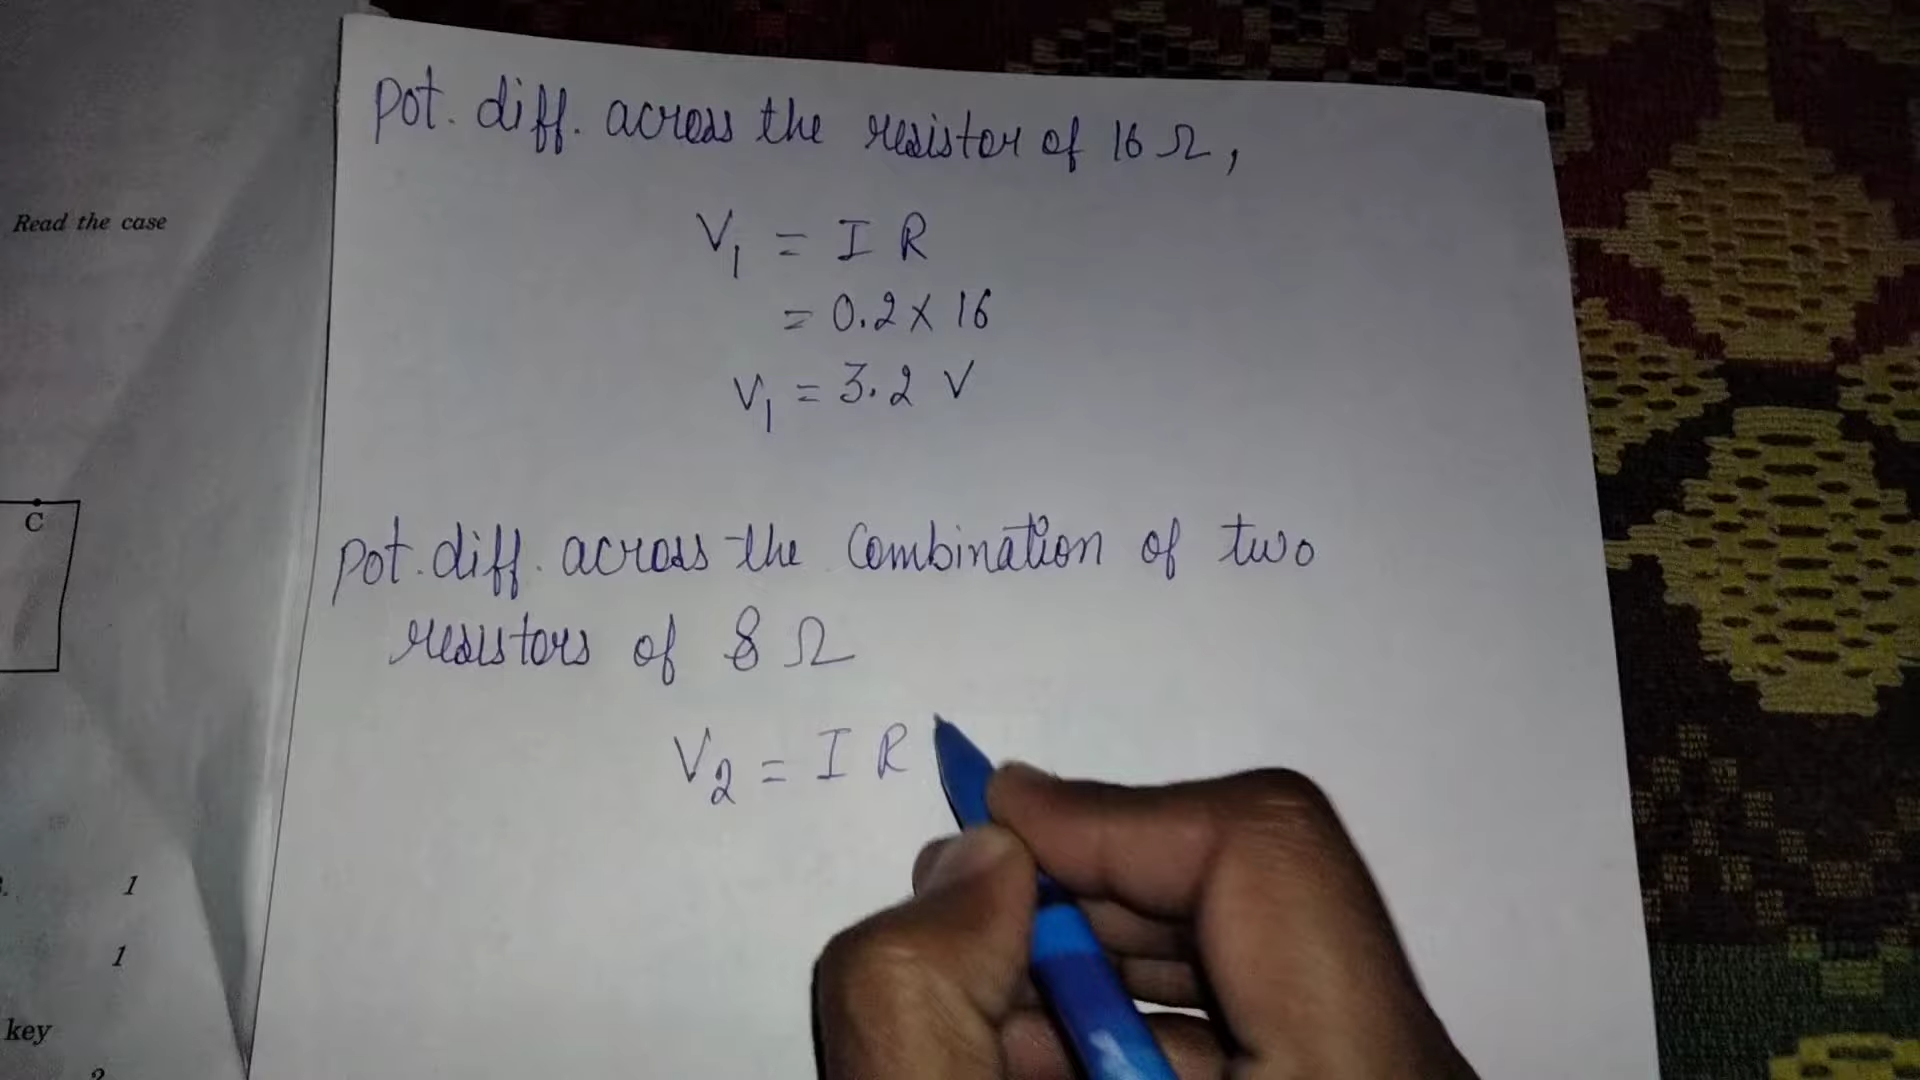 Pot. diff. across the resistor of 16 Ω,
V₁ = I R
= 0.2 × 16
V₁ = 3.2 V
Pot. diff. across the Combination of two
resistors of 8 Ω
V₂ = I R
Read the case
C
1
1
key
2